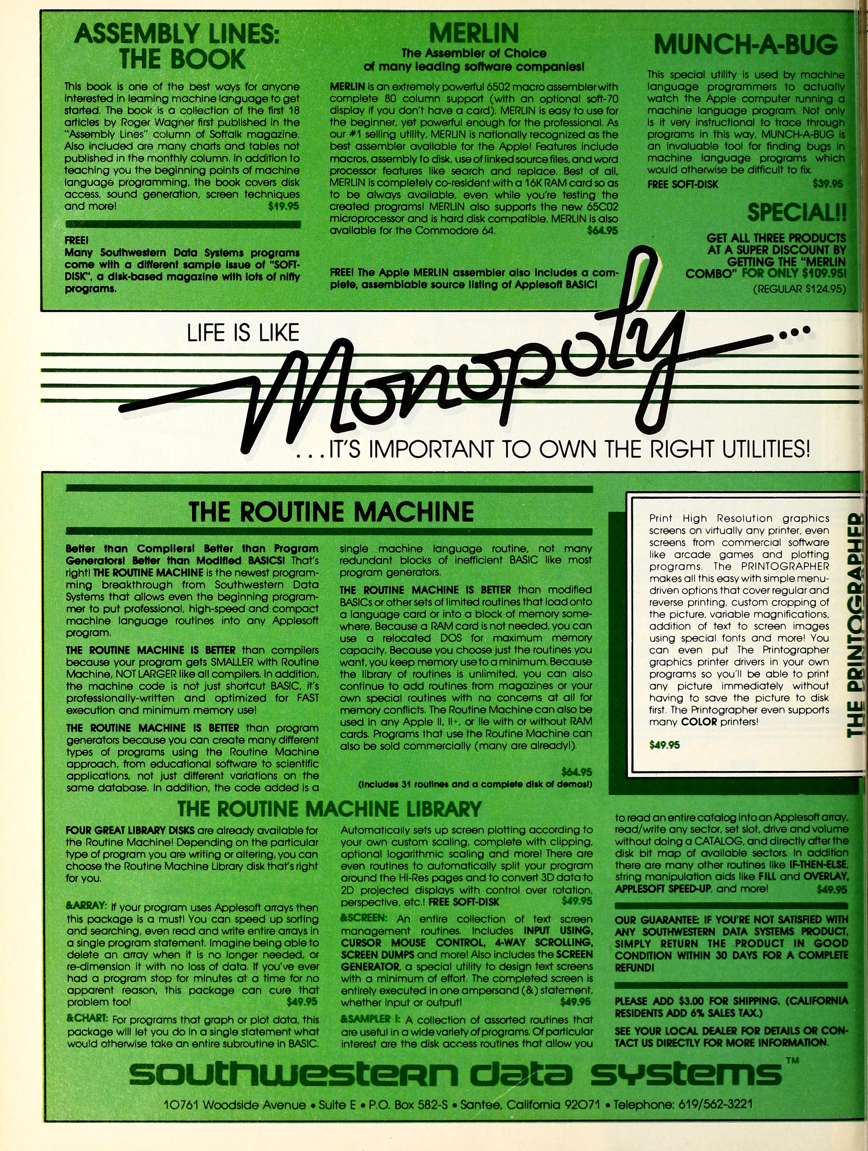 ASSEMBLY LINES:
THE BOOK
This book is one of the best ways for anyone
interested in learning machine language to get
started. The book is a collection of the first 18
articles by Roger Wagner first published in the
"Assembly Lines" column of Softalk magazine.
Also included are many charts and tables not
published in the monthly column. In addition to
teaching you the beginning points of machine
language programming, the book covers disk
access, sound generation, screen techniques
and more! $19.95
FREE!
Many Southwestern Data Systems programs
come with a different sample issue of "SOFT-
DISK", a disk-based magazine with lots of nifty
programs.
MERLIN
The Assembler of Choice
of many leading software companies!
MERLIN is an extremely powerful 6502 macro assembler with
complete 80 column support (with an optional soft-70
display if you don't have a card). MERLIN is easy to use for
the beginner, yet powerful enough for the professional. As
our #1 selling utility, MERLIN is nationally recognized as the
best assembler available for the Apple! Features include
macros, assembly to disk, use of linked source files, and word
processor features like search and replace. Best of all,
MERLIN is completely co-resident with a 16K RAM card so as
to be always available, even while you're testing the
created programs! MERLIN also supports the new 65C02
microprocessor and is hard disk compatible. MERLIN is also
available for the Commodore 64. $64.95
FREE! The Apple MERLIN assembler also includes a com-
plete, assemblable source listing of Applesoft BASIC!
MUNCH-A-BUG
This special utility is used by machine
language programmers to actually
watch the Apple computer running a
machine language program. Not only
is it very instructional to trace through
programs in this way, MUNCH-A-BUG is
an invaluable tool for finding bugs in
machine language programs which
would otherwise be difficult to fix.
FREE SOFT-DISK $39.95
SPECIAL!!
GET ALL THREE PRODUCTS
AT A SUPER DISCOUNT BY
GETTING THE "MERLIN
COMBO" FOR ONLY $109.95!
(REGULAR $124.95)
LIFE IS LIKE
Monopoly...
...IT'S IMPORTANT TO OWN THE RIGHT UTILITIES!
THE ROUTINE MACHINE
Better than Compilers! Better than Program
Generators! Better than Modified BASICS! That's
right! THE ROUTINE MACHINE is the newest program-
ming breakthrough from Southwestern Data
Systems that allows even the beginning program-
mer to put professional, high-speed and compact
machine language routines into any Applesoft
program.
THE ROUTINE MACHINE IS BETTER than compilers
because your program gets SMALLER with Routine
Machine, NOT LARGER like all compilers. In addition,
the machine code is not just shortcut BASIC, it's
professionally-written and optimized for FAST
execution and minimum memory use!
THE ROUTINE MACHINE IS BETTER than program
generators because you can create many different
types of programs using the Routine Machine
approach, from educational software to scientific
applications, not just different variations on the
same database. In addition, the code added is a
single machine language routine, not many
redundant blocks of inefficient BASIC like most
program generators.
THE ROUTINE MACHINE IS BETTER than modified
BASICs or other sets of limited routines that load onto
a language card or into a block of memory some-
where. Because a RAM card is not needed, you can
use a relocated DOS for maximum memory
capacity. Because you choose just the routines you
want, you keep memory use to a minimum. Because
the library of routines is unlimited, you can also
continue to add routines from magazines or your
own special routines with no concerns at all for
memory conflicts. The Routine Machine can also be
used in any Apple II, II+, or IIe with or without RAM
cards. Programs that use the Routine Machine can
also be sold commercially (many are already!).
$64.95
(Includes 31 routines and a complete disk of demos!)
Print High Resolution graphics
screens on virtually any printer, even
screens from commercial software
like arcade games and plotting
programs. The PRINTOGRAPHER
makes all this easy with simple menu-
driven options that cover regular and
reverse printing, custom cropping of
the picture, variable magnifications,
addition of text to screen images
using special fonts and more! You
can even put The Printographer
graphics printer drivers in your own
programs so you'll be able to print
any picture immediately without
having to save the picture to disk
first. The Printographer even supports
many COLOR printers!
$49.95
THE PRINTOGRAPHER
THE ROUTINE MACHINE LIBRARY
FOUR GREAT LIBRARY DISKS are already available for
the Routine Machine! Depending on the particular
type of program you are writing or altering, you can
choose the Routine Machine Library disk that's right
for you.
&ARRAY: If your program uses Applesoft arrays then
this package is a must! You can speed up sorting
and searching, even read and write entire arrays in
a single program statement. Imagine being able to
delete an array when it is no longer needed, or
re-dimension it with no loss of data. If you've ever
had a program stop for minutes at a time for no
apparent reason, this package can cure that
problem too! $49.95
&CHART: For programs that graph or plot data, this
package will let you do in a single statement what
would otherwise take an entire subroutine in BASIC.
Automatically sets up screen plotting according to
your own custom scaling, complete with clipping,
optional logarithmic scaling and more! There are
even routines to automatically split your program
around the Hi-Res pages and to convert 3D data to
2D projected displays with control over rotation,
perspective, etc.! FREE SOFT-DISK $49.95
&SCREEN: An entire collection of text screen
management routines. Includes INPUT USING,
CURSOR MOUSE CONTROL, 4-WAY SCROLLING,
SCREEN DUMPS and more! Also includes the SCREEN
GENERATOR, a special utility to design text screens
with a minimum of effort. The completed screen is
entirely executed in one ampersand (&) statement,
whether input or output! $49.95
&SAMPLER I: A collection of assorted routines that
are useful in a wide variety of programs. Of particular
interest are the disk access routines that allow you
to read an entire catalog into an Applesoft array,
read/write any sector, set slot, drive and volume
without doing a CATALOG, and directly alter the
disk bit map of available sectors. In addition
there are many other routines like IF-THEN-ELSE,
string manipulation aids like FILL and OVERLAY,
APPLESOFT SPEED-UP, and more! $49.95
OUR GUARANTEE: IF YOU'RE NOT SATISFIED WITH
ANY SOUTHWESTERN DATA SYSTEMS PRODUCT,
SIMPLY RETURN THE PRODUCT IN GOOD
CONDITION WITHIN 30 DAYS FOR A COMPLETE
REFUND!
PLEASE ADD $3.00 FOR SHIPPING. (CALIFORNIA
RESIDENTS ADD 6% SALES TAX.)
SEE YOUR LOCAL DEALER FOR DETAILS OR CON-
TACT US DIRECTLY FOR MORE INFORMATION.
southwestern data systems™
10761 Woodside Avenue • Suite E • P.O. Box 582-S • Santee, California 92071 • Telephone: 619/562-3221